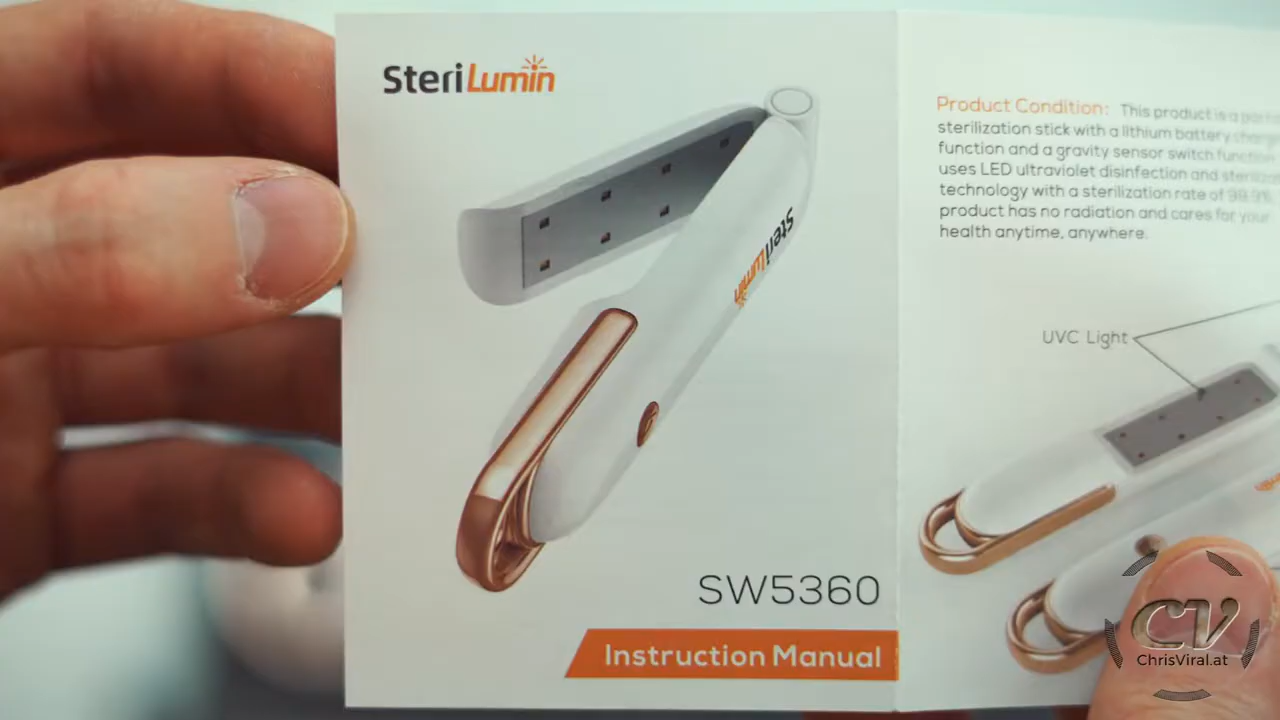 SteriLumin
SteriLumin
SW5360
Instruction Manual
Product Condition: This product is a
sterilization stick with a lithium battery
function and a gravity sensor switch function
uses LED ultraviolet disinfection and
technology with a sterilization rate of 99.9%
product has no radiation and cares for your
health anytime, anywhere.
UVC Light
CV
ChrisViral.at